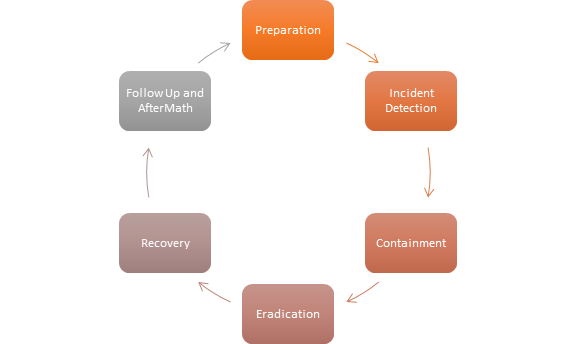 Preparation
Incident
Detection
Containment
Eradication
Recovery
Follow Up and
AfterMath